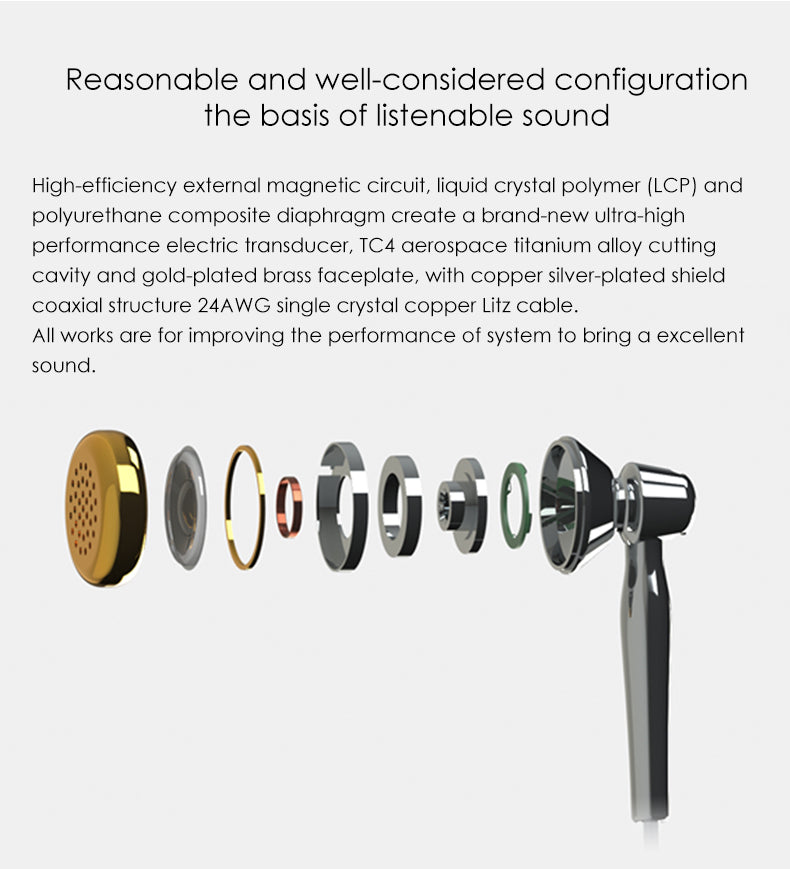 Reasonable and well-considered configuration
the basis of listenable sound
High-efficiency external magnetic circuit, liquid crystal polymer (LCP) and
polyurethane composite diaphragm create a brand-new ultra-high
performance electric transducer, TC4 aerospace titanium alloy cutting
cavity and gold-plated brass faceplate, with copper silver-plated shield
coaxial structure 24AWG single crystal copper Litz cable.
All works are for improving the performance of system to bring a excellent
sound.